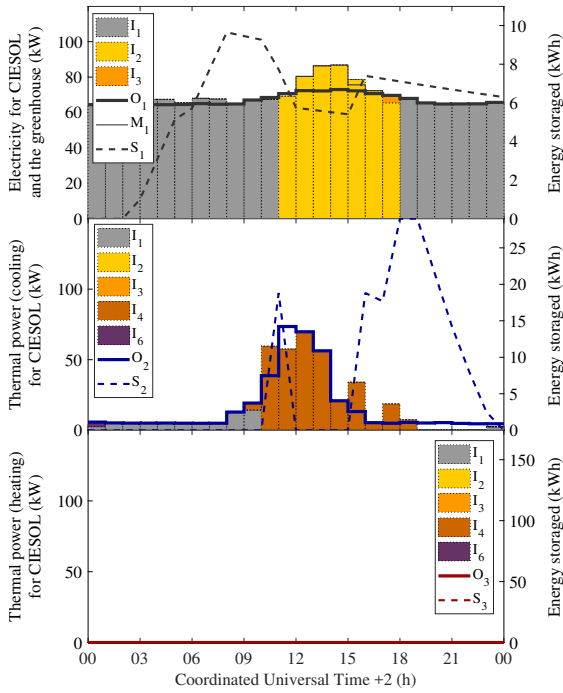 Electricity for CIESOL
and the greenhouse (kW)
100
80
60
40
20
0
I1
I2
I3
O1
M1
S1
10
8
6
4
2
0
Energy storaged (kWh)
Thermal power (cooling)
for CIESOL (kW)
100
50
0
I1
I2
I3
I4
I6
O2
S2
25
20
15
10
5
0
Energy storaged (kWh)
Thermal power (heating)
for CIESOL (kW)
100
50
0
I1
I2
I3
I4
I6
O3
S3
150
100
50
0
Energy storaged (kWh)
00 03 06 09 12 15 18 21 00
Coordinated Universal Time +2 (h)